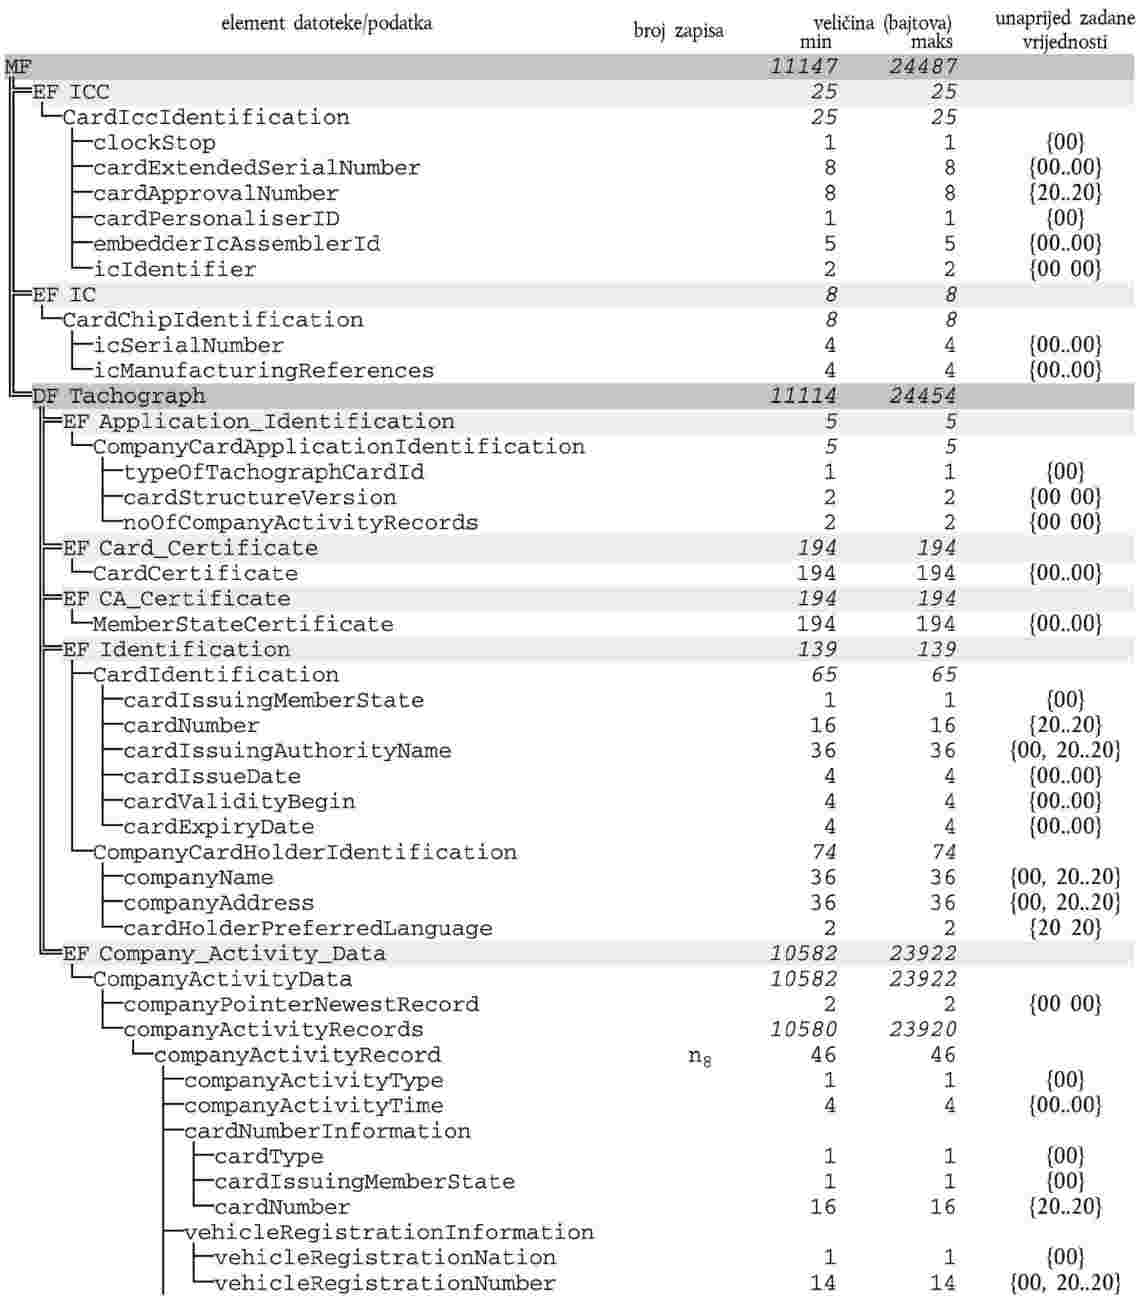 element datoteke/podatka broj zapisa veličina (bajtova) unaprijed zadane
min maks vrijednosti
MF 11147 24487
EF ICC 25 25
CardIccIdentification 25 25
clockStop 1 1 {00}
cardExtendedSerialNumber 8 8 {00..00}
cardApprovalNumber 8 8 {20..20}
cardPersonaliserID 1 1 {00}
embedderIcAssemblerId 5 5 {00..00}
icIdentifier 2 2 {00 00}
EF IC 8 8
CardChipIdentification 8 8
icSerialNumber 4 4 {00..00}
icManufacturingReferences 4 4 {00..00}
DF Tachograph 11114 24454
EF Application_Identification 5 5
CompanyCardApplicationIdentification 5 5
typeOfTachographCardId 1 1 {00}
cardStructureVersion 2 2 {00 00}
noOfCompanyActivityRecords 2 2 {00 00}
EF Card_Certificate 194 194
CardCertificate 194 194 {00..00}
EF CA_Certificate 194 194
MemberStateCertificate 194 194 {00..00}
EF Identification 139 139
CardIdentification 65 65
cardIssuingMemberState 1 1 {00}
cardNumber 16 16 {20..20}
cardIssuingAuthorityName 36 36 {00, 20..20}
cardIssueDate 4 4 {00..00}
cardValidityBegin 4 4 {00..00}
cardExpiryDate 4 4 {00..00}
CompanyCardHolderIdentification 74 74
companyName 36 36 {00, 20..20}
companyAddress 36 36 {00, 20..20}
cardHolderPreferredLanguage 2 2 {20 20}
EF Company_Activity_Data 10582 23922
CompanyActivityData 10582 23922
companyPointerNewestRecord 2 2 {00 00}
companyActivityRecords 10580 23920
companyActivityRecord n₈ 46 46
companyActivityType 1 1 {00}
companyActivityTime 4 4 {00..00}
cardNumberInformation
cardType 1 1 {00}
cardIssuingMemberState 1 1 {00}
cardNumber 16 16 {20..20}
vehicleRegistrationInformation
vehicleRegistrationNation 1 1 {00}
vehicleRegistrationNumber 14 14 {00, 20..20}